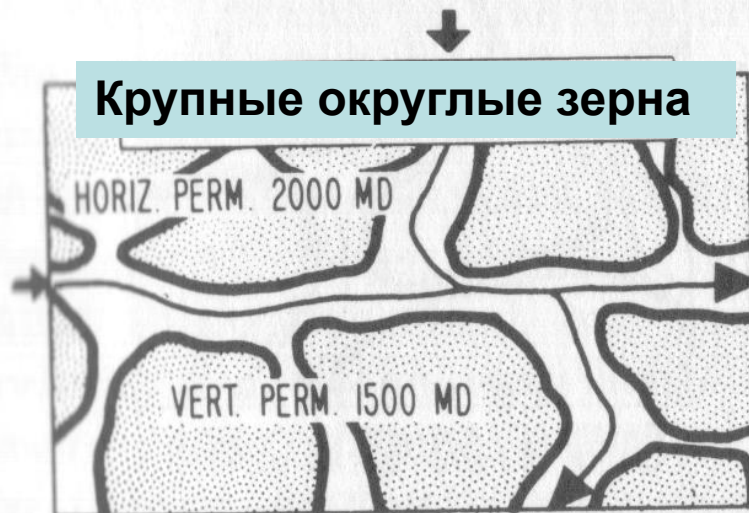 Крупные округлые зерна
HORIZ. PERM. 2000 MD
VERT. PERM. 1500 MD